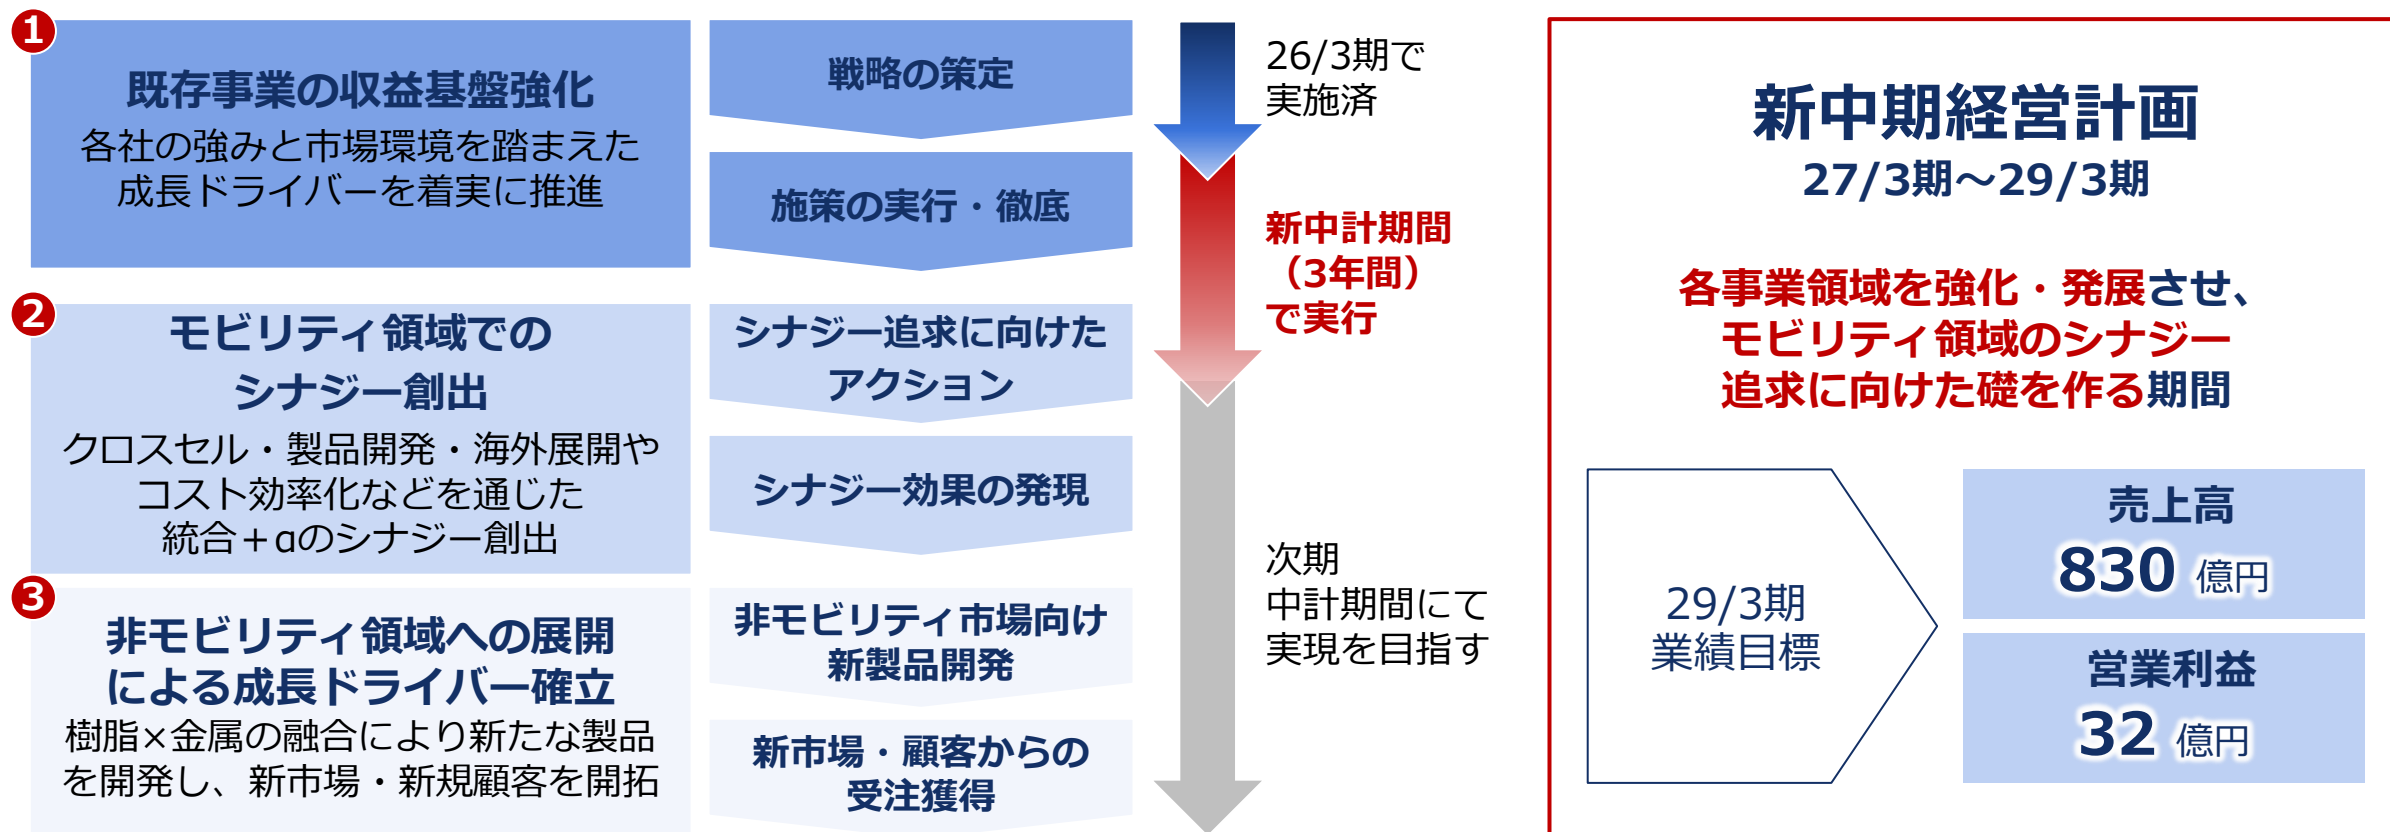 1
既存事業の収益基盤強化
各社の強みと市場環境を踏まえた
成長ドライバーを着実に推進
戦略の策定
施策の実行・徹底
2
モビリティ領域での
シナジー創出
クロスセル・製品開発・海外展開や
コスト効率化などを通じた
統合＋αのシナジー創出
シナジー追求に向けた
アクション
シナジー効果の発現
3
非モビリティ領域への展開
による成長ドライバー確立
樹脂×金属の融合により新たな製品
を開発し、新市場・新規顧客を開拓
非モビリティ市場向け
新製品開発
新市場・顧客からの
受注獲得
26/3期で
実施済
新中計期間
（3年間）
で実行
次期
中計期間にて
実現を目指す
新中期経営計画
27/3期～29/3期
各事業領域を強化・発展させ、
モビリティ領域のシナジー
追求に向けた礎を作る期間
29/3期
業績目標
売上高
830 億円
営業利益
32 億円